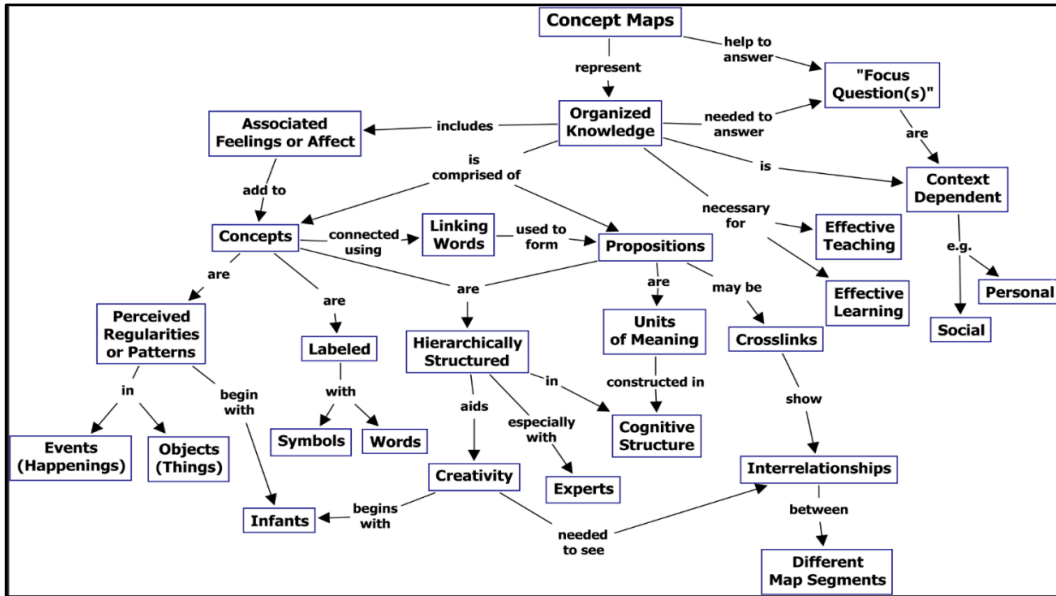 Concept Maps
help to
answer
represent
"Focus
Question(s)"
Associated
Feelings or Affect
includes
Organized
Knowledge
needed to
answer
are
is
comprised of
is
Context
Dependent
add to
necessary
for
Concepts
connected
using
Linking
Words
used to
form
Propositions
Effective
Teaching
e.g.
are
are
are
are
may be
Effective
Learning
Personal
Social
Perceived
Regularities
or Patterns
Labeled
Hierarchically
Structured
Units
of Meaning
Crosslinks
in
begin
with
with
aids
in
especially
with
constructed in
show
Events
(Happenings)
Objects
(Things)
Symbols
Words
Cognitive
Structure
Creativity
Experts
Interrelationships
Infants
begins
with
needed
to see
between
Different
Map Segments